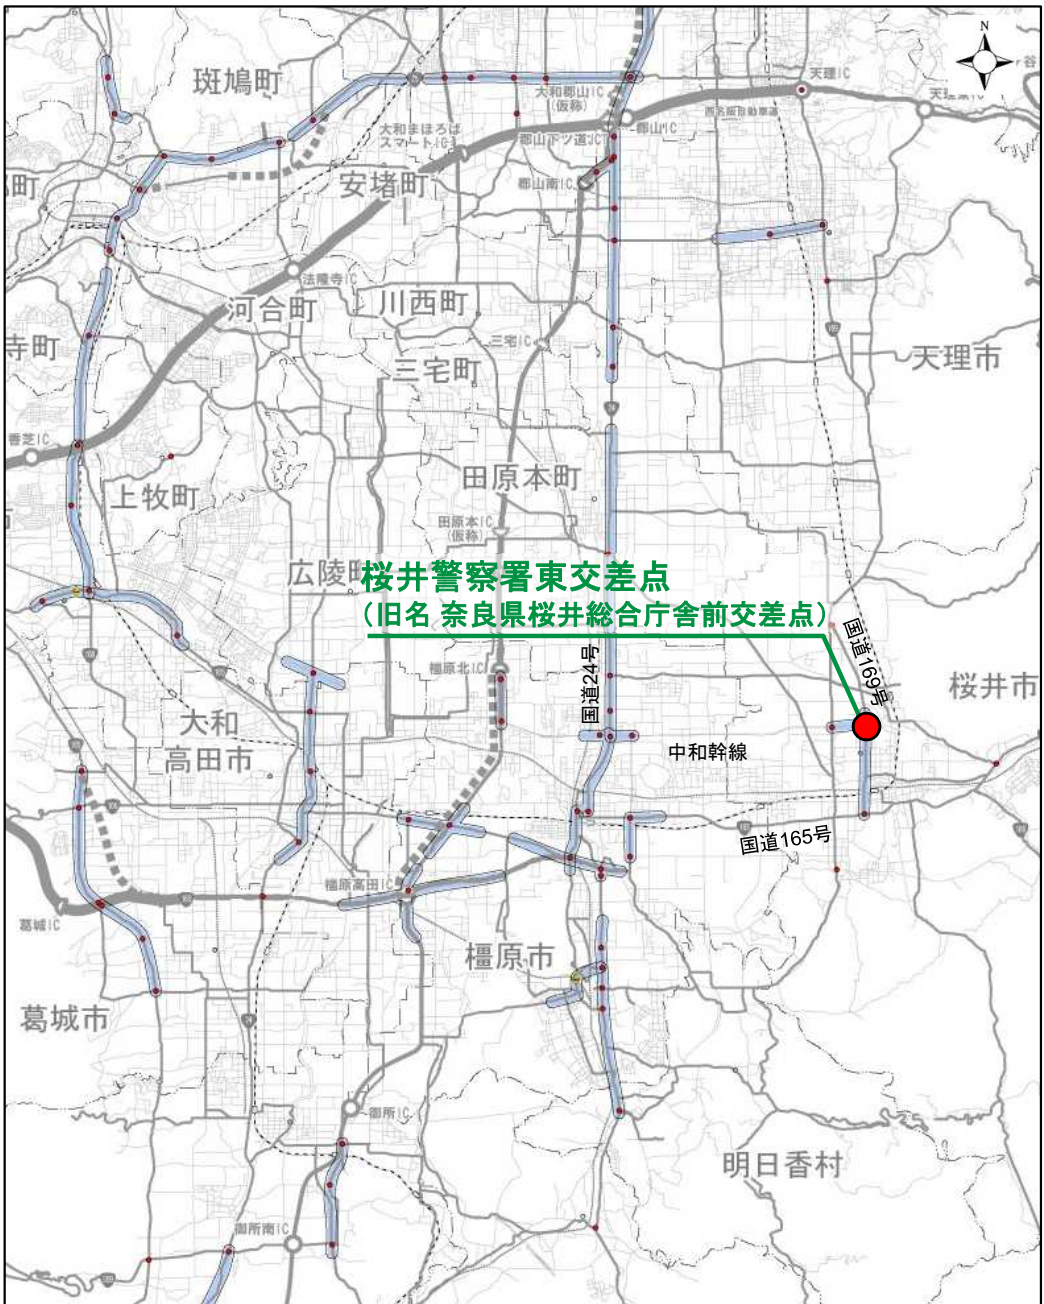 N
斑鳩町
天理IC
大和郡山IC
(仮称)
西名阪自動車道
郡山IC
大和まほろば
スマートIC
郡山下ツ道JCT
安堵町
郡山南IC
法隆寺IC
河合町
川西町
三宅IC
寺町
三宅町
天理市
香芝IC
田原本町
上牧町
田原本IC
(仮称)
広陵町
桜井警察署東交差点
(旧名 奈良県桜井総合庁舎前交差点)
国道169号
国道24号
橿原北IC
桜井市
大和
高田市
中和幹線
国道165号
橿原高田IC
葛城IC
橿原市
葛城市
御所IC
明日香村
御所南IC